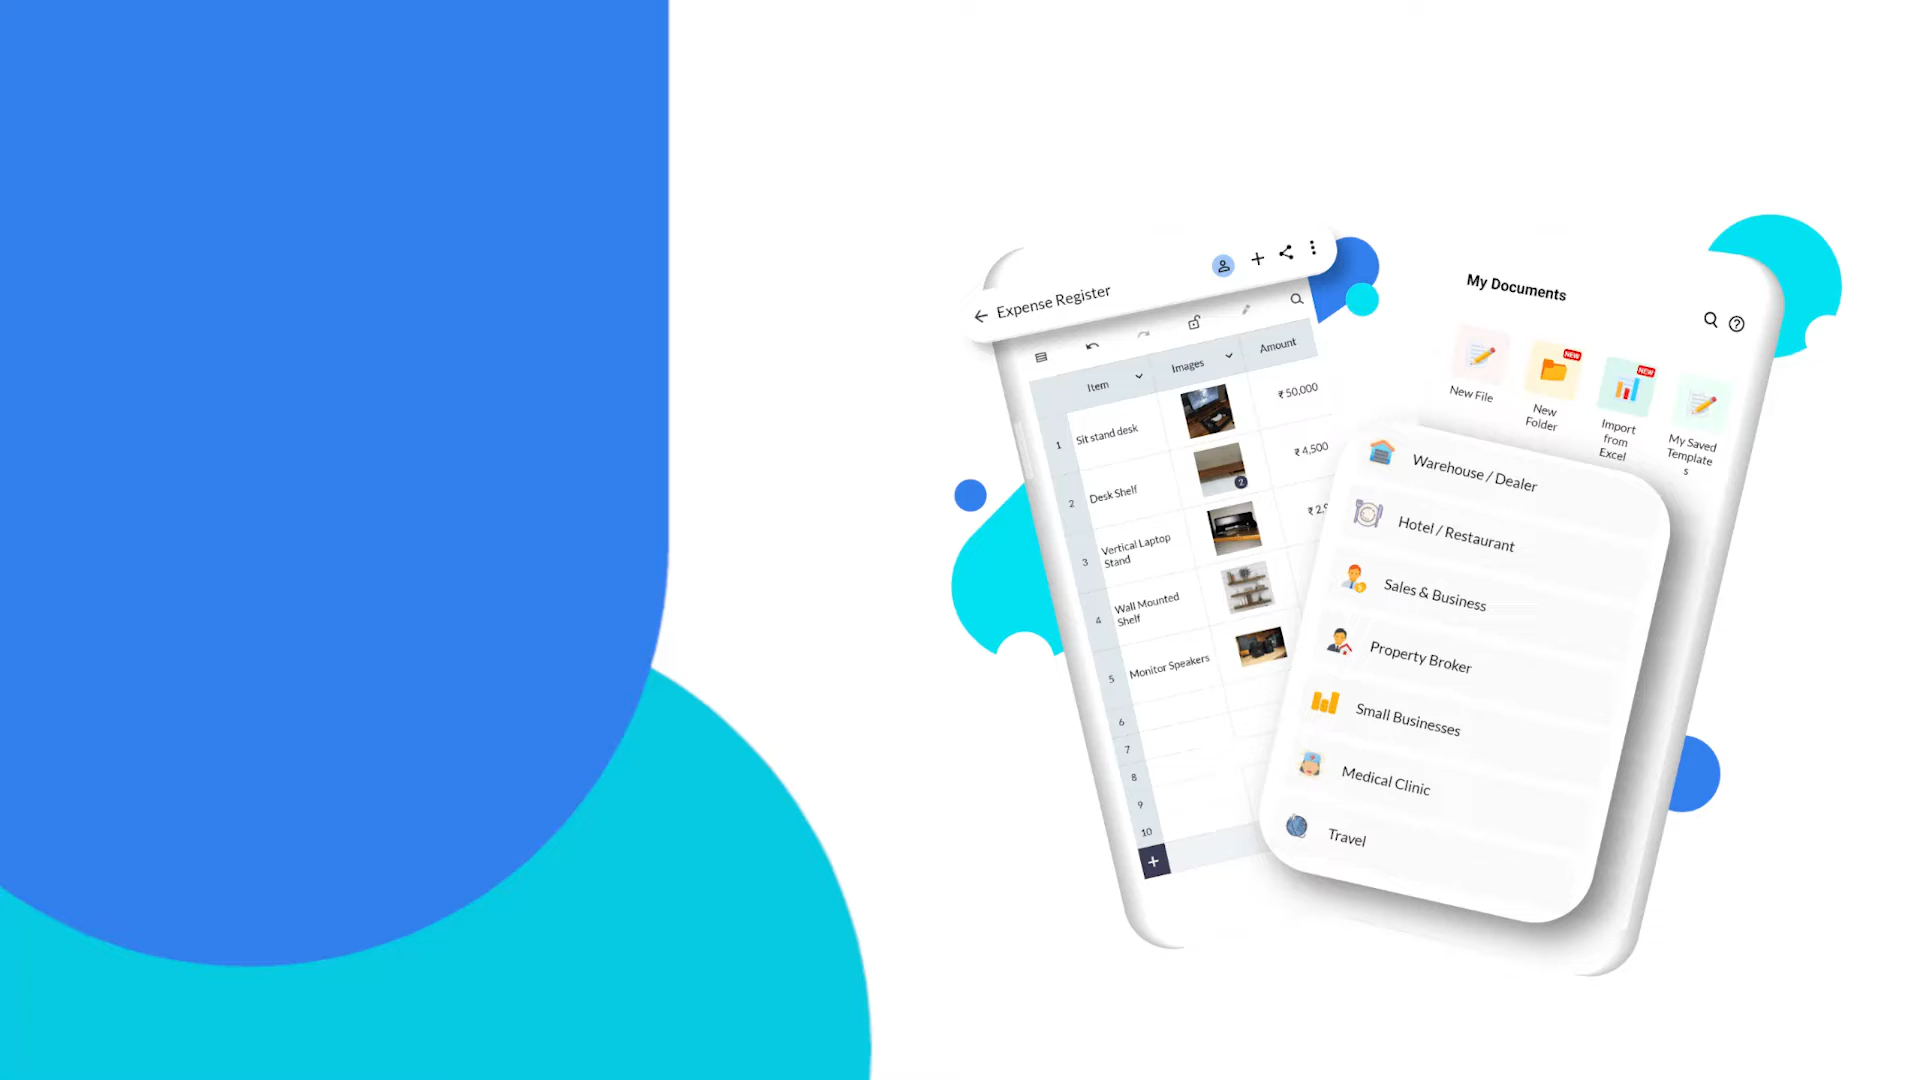 Expense Register
Item
Images
Amount
1
Sit stand desk
₹ 50,000
2
Desk Shelf
2
₹ 4,500
3
Vertical Laptop
Stand
₹ 2,9
4
Wall Mounted
Shelf
5
Monitor Speakers
6
7
8
9
10
+
My Documents
New File
NEW
New
Folder
NEW
Import
from
Excel
My Saved
Template
s
Warehouse / Dealer
Hotel / Restaurant
Sales & Business
Property Broker
Small Businesses
Medical Clinic
Travel